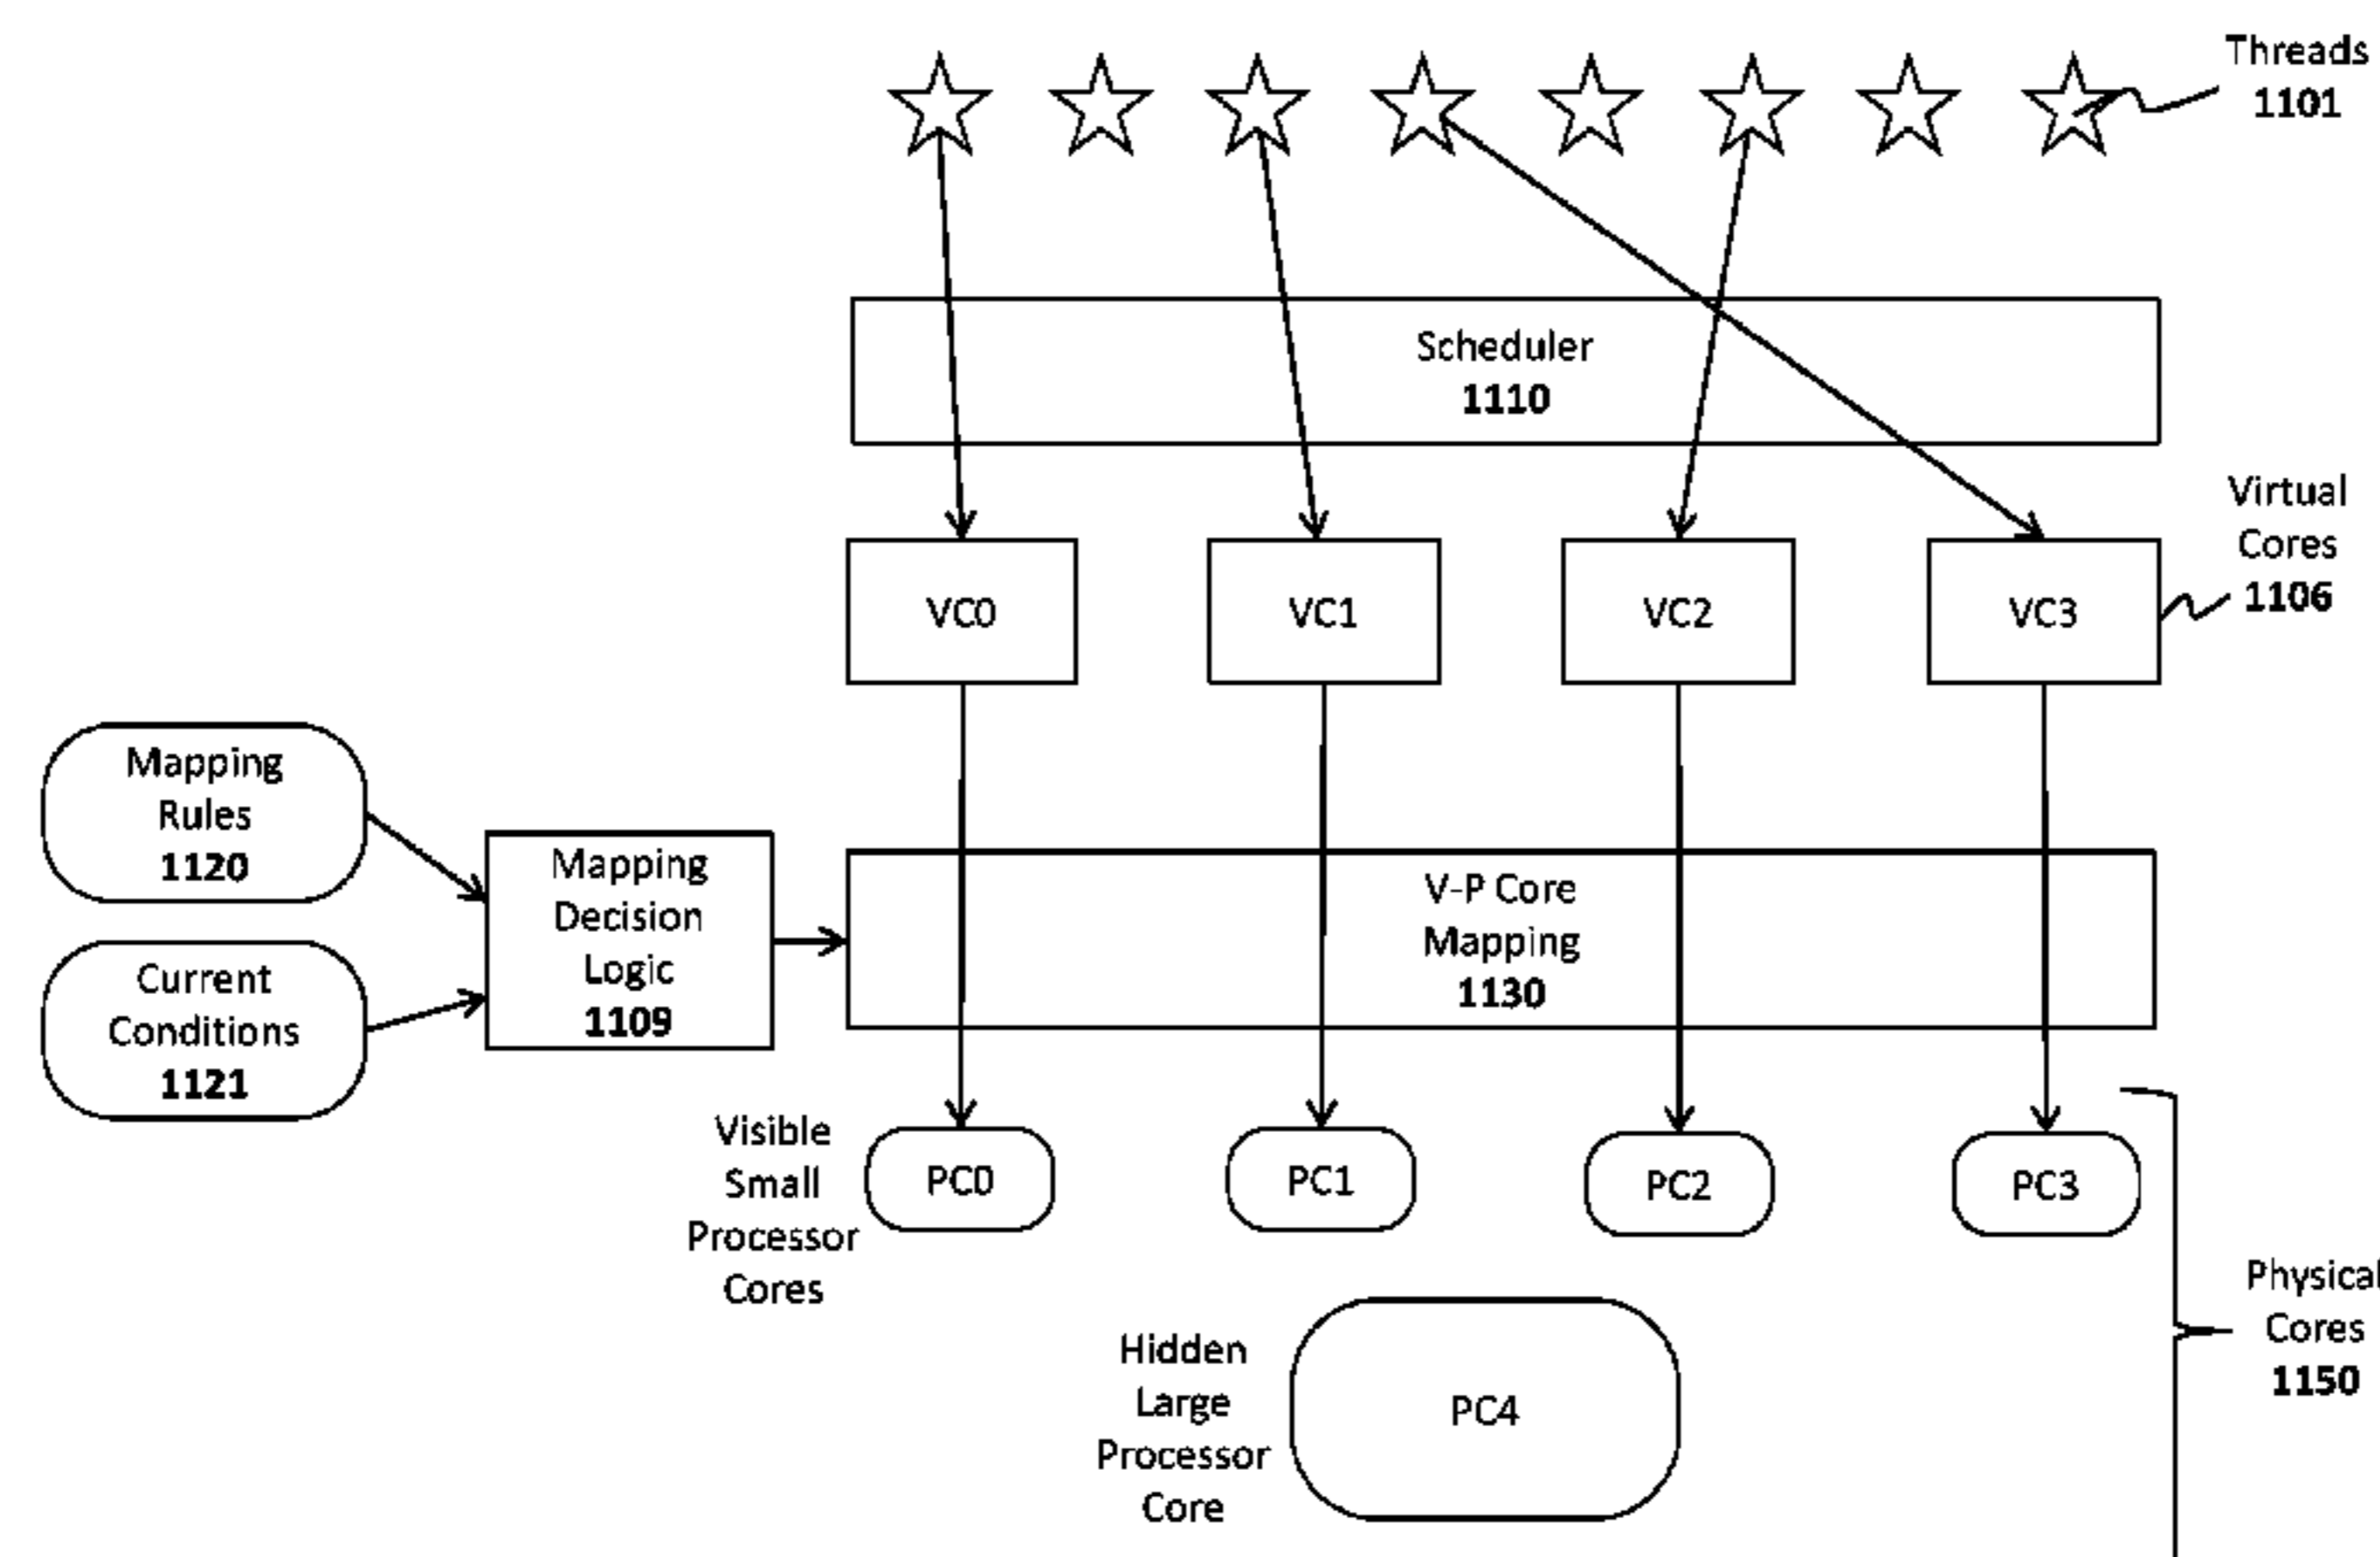 Threads
1101
Scheduler
1110
Virtual
Cores
1106
VC0
VC1
VC2
VC3
Mapping
Rules
1120
Mapping
Decision
Logic
1109
V-P Core
Mapping
1130
Current
Conditions
1121
Visible
Small
Processor
Cores
PC0
PC1
PC2
PC3
Physical
Cores
1150
Hidden
Large
Processor
Core
PC4